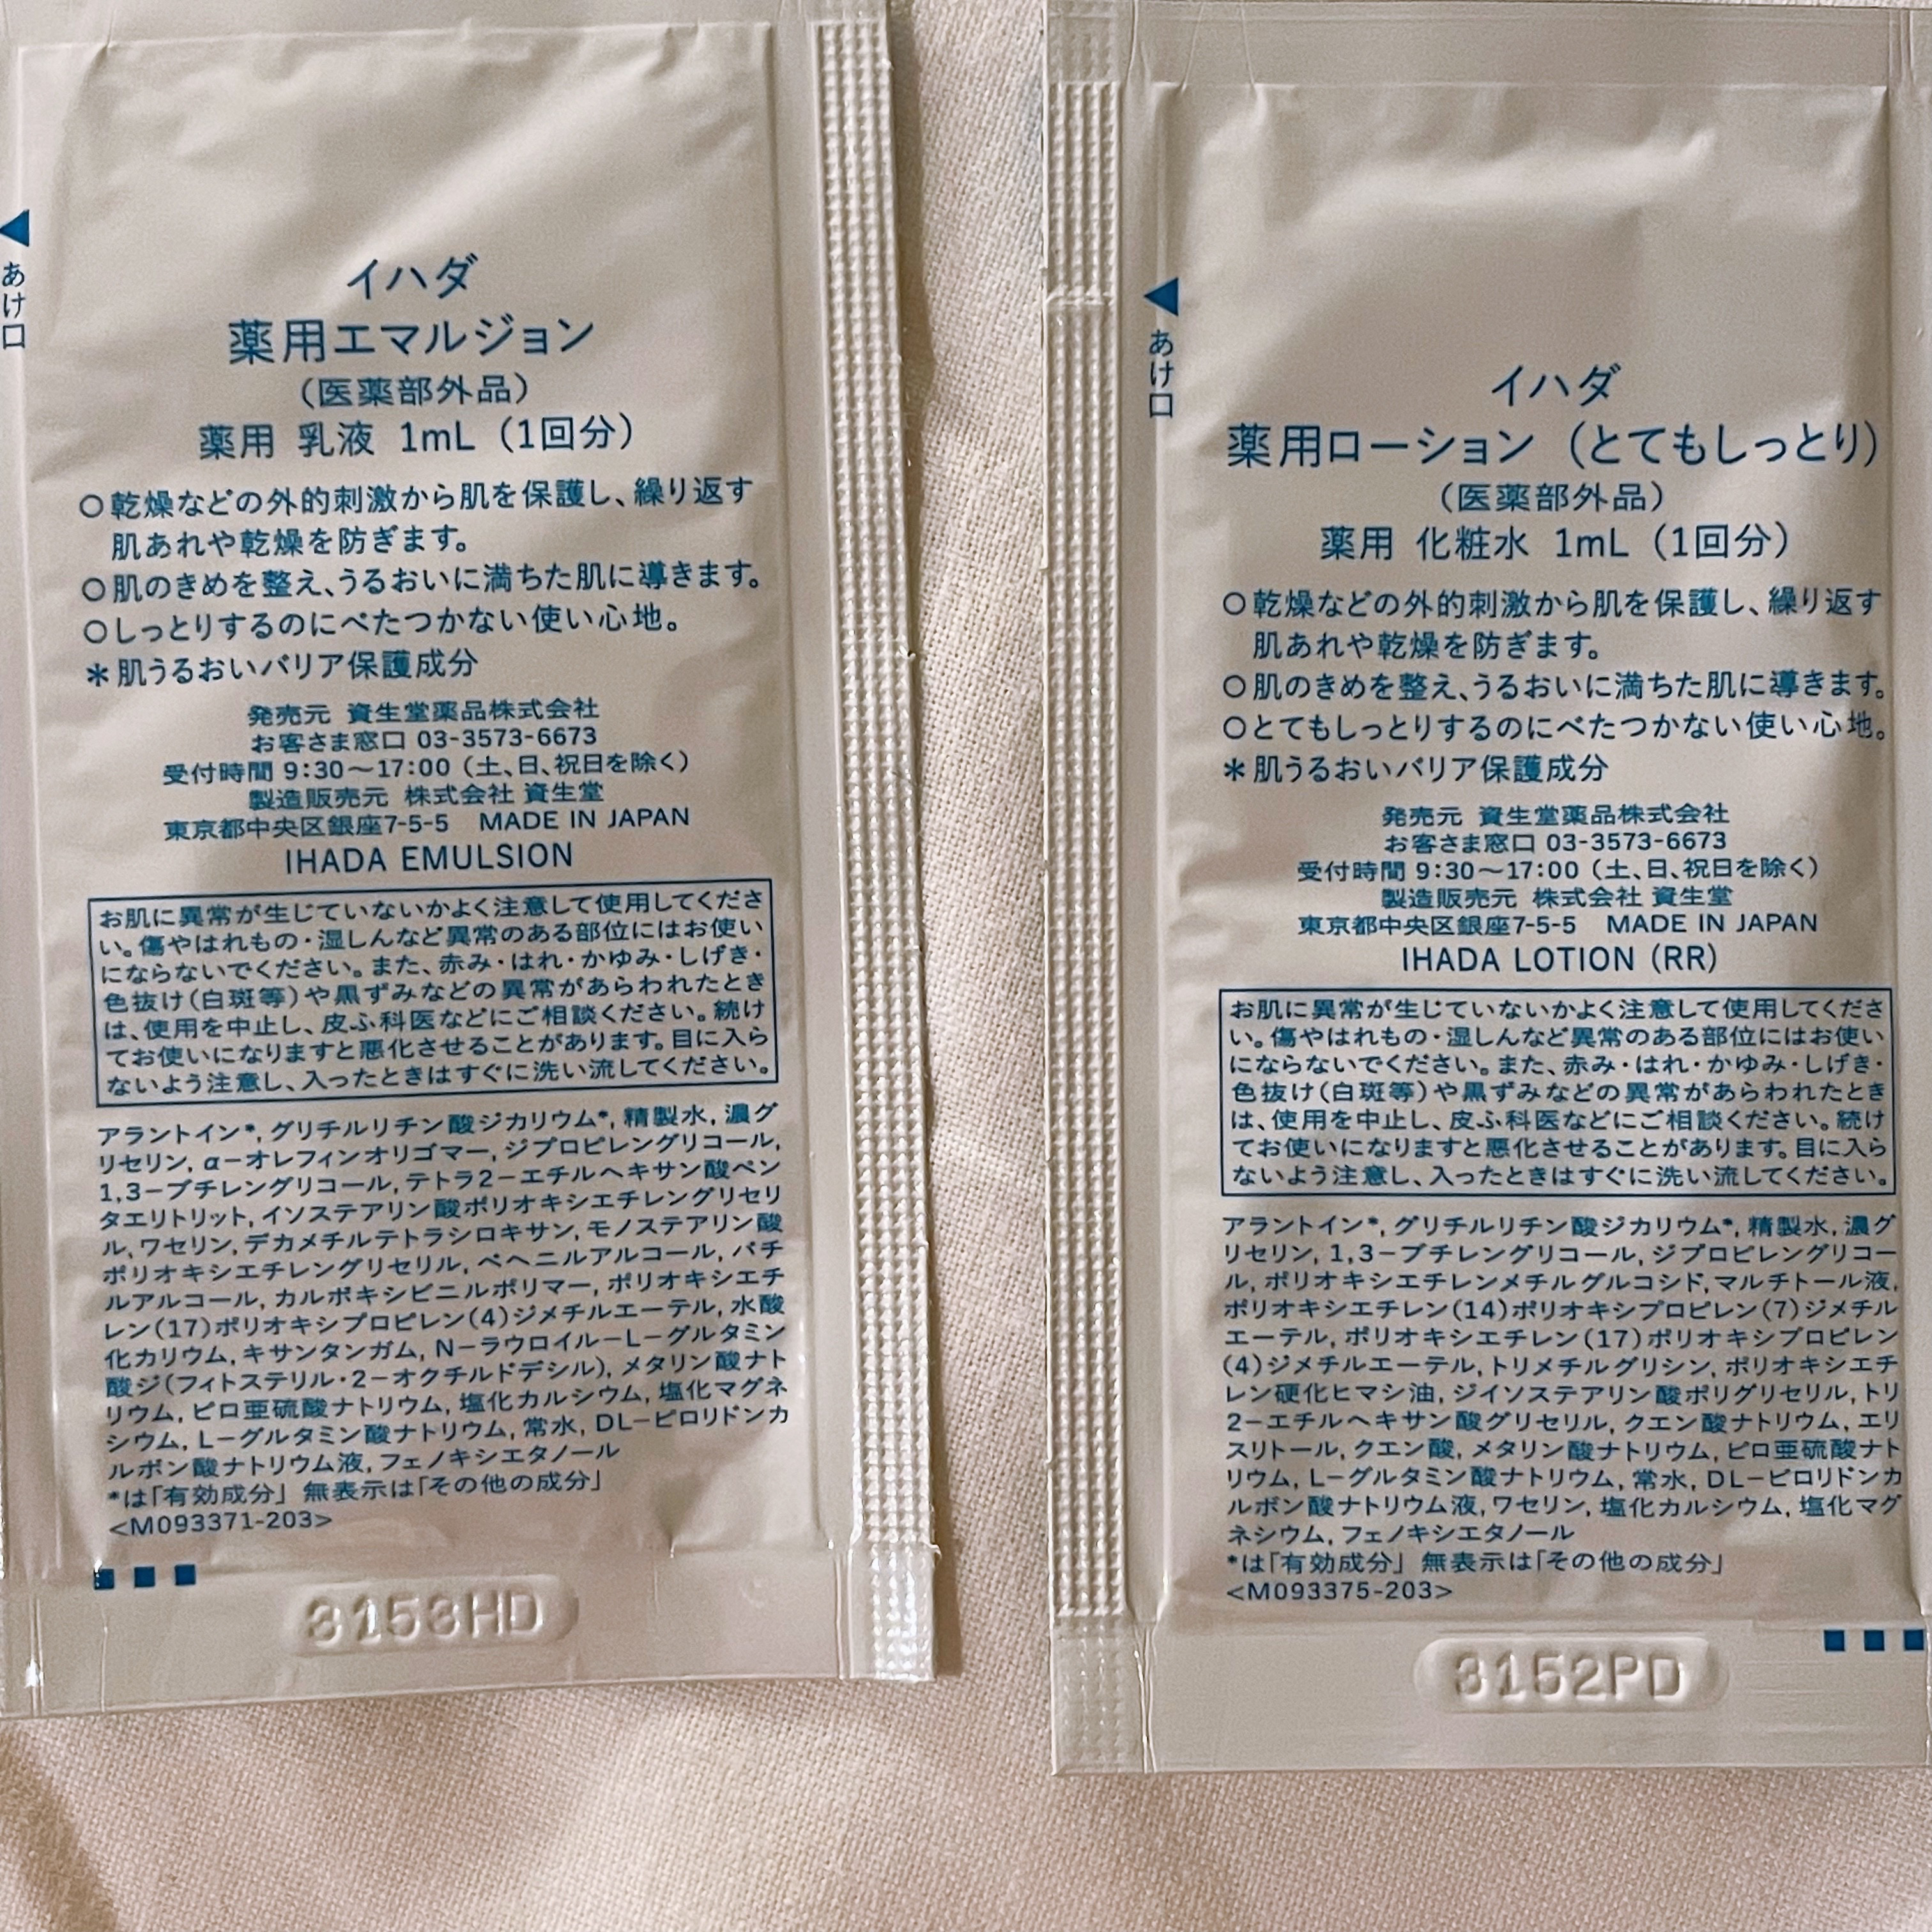 あけ口
イハダ
薬用エマルジョン
（医薬部外品）
薬用 乳液 1mL（1回分）
○乾燥などの外的刺激から肌を保護し、繰り返す
肌あれや乾燥を防ぎます。
○肌のきめを整え、うるおいに満ちた肌に導きます。
○しっとりするのにべたつかない使い心地。
＊肌うるおいバリア保護成分
発売元 資生堂薬品株式会社
お客さま窓口 03-3573-6673
受付時間 9:30〜17:00（土、日、祝日を除く）
製造販売元 株式会社 資生堂
東京都中央区銀座7-5-5 MADE IN JAPAN
IHADA EMULSION
お肌に異常が生じていないかよく注意して使用してくださ
い。傷やはれもの・湿しんなど異常のある部位にはお使い
にならないでください。また、赤み・はれ・かゆみ・しげき・
色抜け（白斑等）や黒ずみなどの異常があらわれたとき
は、使用を中止し、皮ふ科医などにご相談ください。続け
てお使いになりますと悪化させることがあります。目に入ら
ないよう注意し、入ったときはすぐに洗い流してください。
アラントイン*, グリチルリチン酸ジカリウム*, 精製水, 濃グ
リセリン, α−オレフィンオリゴマー, ジプロピレングリコール,
1,3−ブチレングリコール, テトラ2−エチルヘキサン酸ペン
タエリトリット, イソステアリン酸ポリオキシエチレングリセリ
ル, ワセリン, デカメチルテトラシロキサン, モノステアリン酸
ポリオキシエチレングリセリル, ベヘニルアルコール, バチ
ルアルコール, カルボキシビニルポリマー, ポリオキシエチ
レン(17)ポリオキシプロピレン(4)ジメチルエーテル, 水酸
化カリウム, キサンタンガム, N−ラウロイル−L−グルタミン
酸ジ(フィトステリル・2−オクチルドデシル), メタリン酸ナト
リウム, ピロ亜硫酸ナトリウム, 塩化カルシウム, 塩化マグネ
シウム, L−グルタミン酸ナトリウム, 常水, DL−ピロリドンカ
ルボン酸ナトリウム液, フェノキシエタノール
*は「有効成分」 無表示は「その他の成分」
<M093371-203>
3153HD
あけ口
イハダ
薬用ローション（とてもしっとり）
（医薬部外品）
薬用 化粧水 1mL（1回分）
○乾燥などの外的刺激から肌を保護し、繰り返す
肌あれや乾燥を防ぎます。
○肌のきめを整え、うるおいに満ちた肌に導きます。
○とてもしっとりするのにべたつかない使い心地。
＊肌うるおいバリア保護成分
発売元 資生堂薬品株式会社
お客さま窓口 03-3573-6673
受付時間 9:30〜17:00（土、日、祝日を除く）
製造販売元 株式会社 資生堂
東京都中央区銀座7-5-5 MADE IN JAPAN
IHADA LOTION (RR)
お肌に異常が生じていないかよく注意して使用してくださ
い。傷やはれもの・湿しんなど異常のある部位にはお使い
にならないでください。また、赤み・はれ・かゆみ・しげき・
色抜け（白斑等）や黒ずみなどの異常があらわれたとき
は、使用を中止し、皮ふ科医などにご相談ください。続け
てお使いになりますと悪化させることがあります。目に入ら
ないよう注意し、入ったときはすぐに洗い流してください。
アラントイン*, グリチルリチン酸ジカリウム*, 精製水, 濃グ
リセリン, 1,3−ブチレングリコール, ジプロピレングリコー
ル, ポリオキシエチレンメチルグルコシド, マルチトール液,
ポリオキシエチレン(14)ポリオキシプロピレン(7)ジメチル
エーテル, ポリオキシエチレン(17)ポリオキシプロピレン
(4)ジメチルエーテル, トリメチルグリシン, ポリオキシエチ
レン硬化ヒマシ油, ジイソステアリン酸ポリグリセリル, トリ
2−エチルヘキサン酸グリセリル, クエン酸ナトリウム, エリ
スリトール, クエン酸, メタリン酸ナトリウム, ピロ亜硫酸ナト
リウム, L−グルタミン酸ナトリウム, 常水, DL−ピロリドンカ
ルボン酸ナトリウム液, ワセリン, 塩化カルシウム, 塩化マグ
ネシウム, フェノキシエタノール
*は「有効成分」 無表示は「その他の成分」
<M093375-203>
3152PD